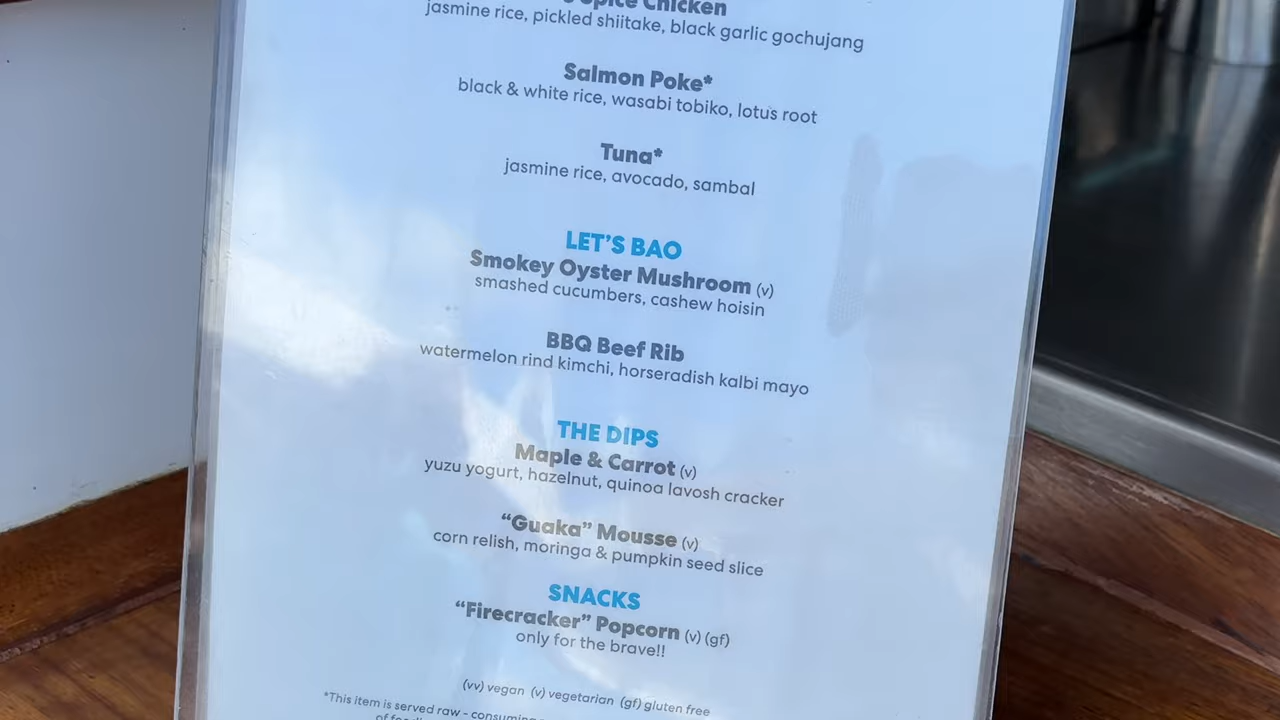 Spice Chicken
jasmine rice, pickled shiitake, black garlic gochujang
Salmon Poke*
black & white rice, wasabi tobiko, lotus root
Tuna*
jasmine rice, avocado, sambal
LET'S BAO
Smokey Oyster Mushroom (v)
smashed cucumbers, cashew hoisin
BBQ Beef Rib
watermelon rind kimchi, horseradish kalbi mayo
THE DIPS
Maple & Carrot (v)
yuzu yogurt, hazelnut, quinoa lavosh cracker
“Guaka” Mousse (v)
corn relish, moringa & pumpkin seed slice
SNACKS
“Firecracker” Popcorn (v) (gf)
only for the brave!!
(vv) vegan (v) vegetarian (gf) gluten free
*This item is served raw - consuming